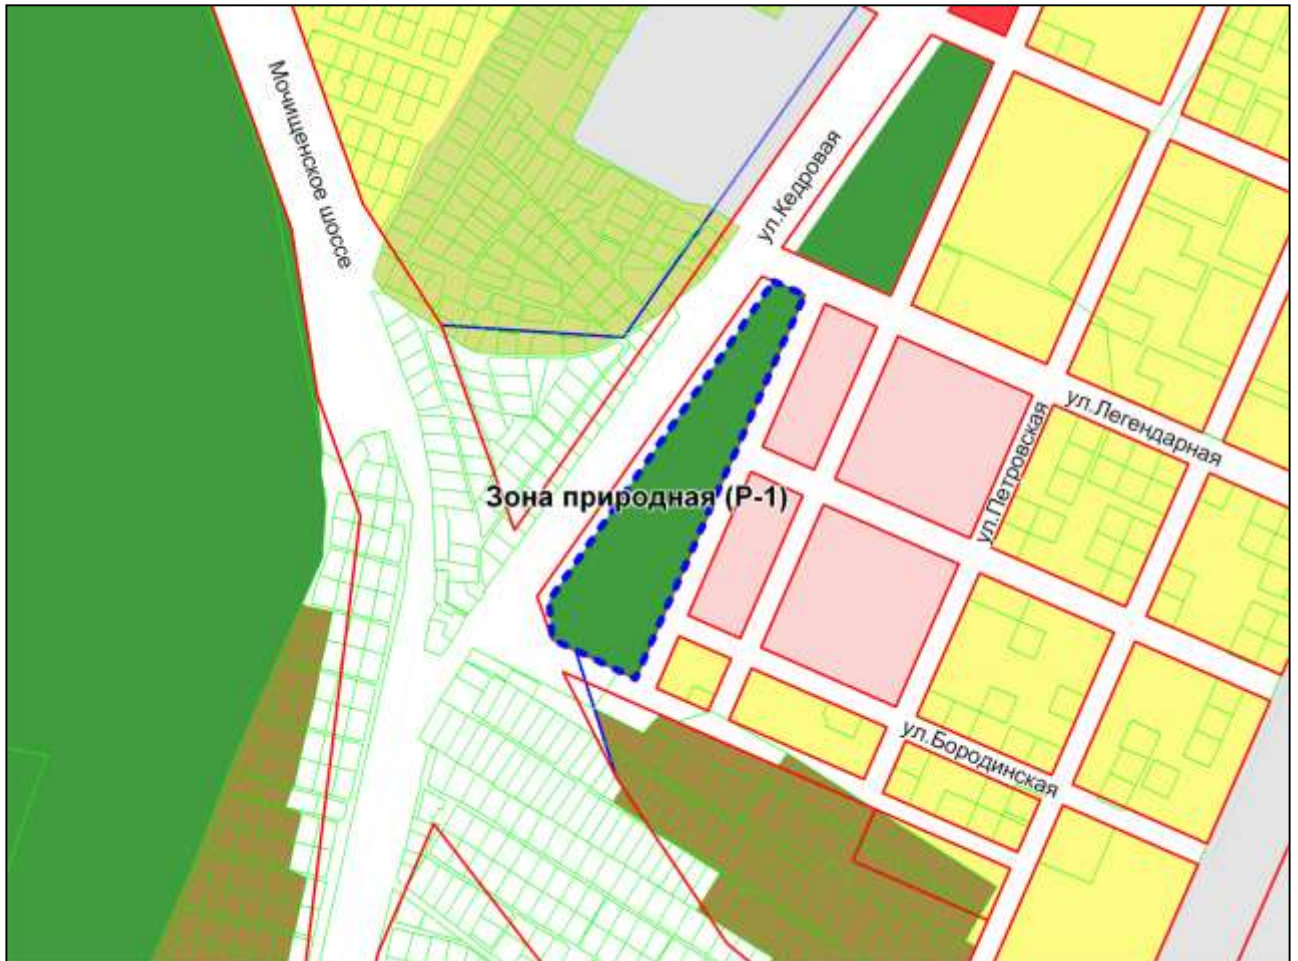 Мочищенское шоссе
ул.Кедровая
ул.Легендарная
ул.Петровская
Зона природная (Р-1)
ул.Бородинская